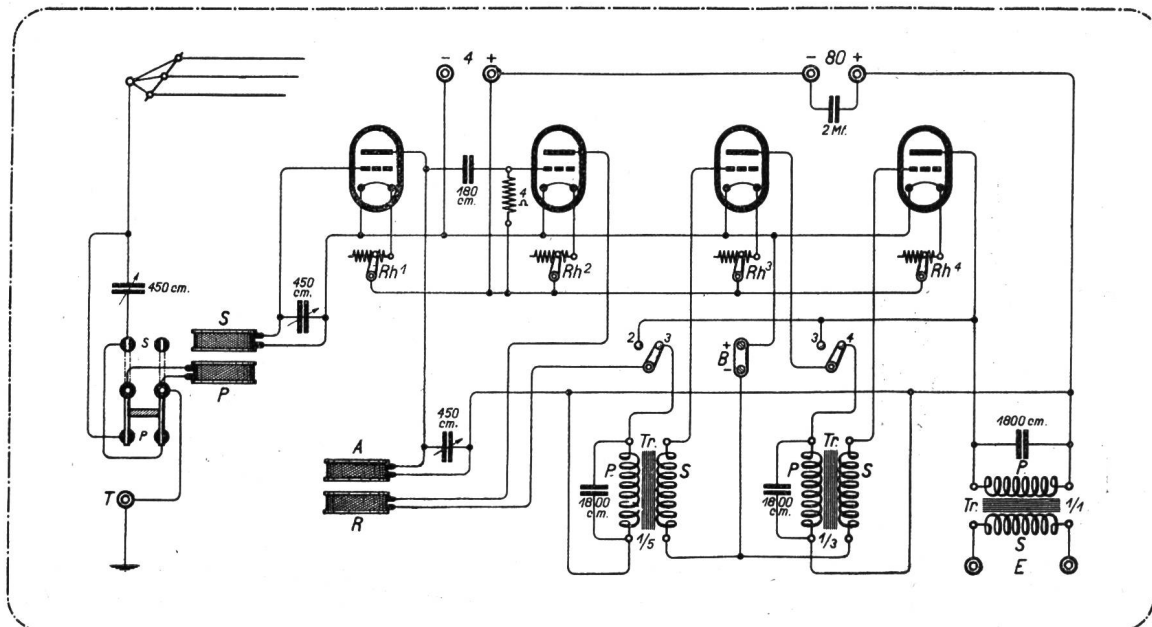 - 4 +
- 80 +
2 Mf.
180 cm.
4 Ω
Rh1
Rh2
Rh3
Rh4
450 cm.
450 cm.
S
S
P
P
2
3
+
B
-
3
4
450 cm.
1800 cm.
A
R
T
P.
Tr.
S
1800 cm.
1/5
P
Tr.
S
1800 cm.
1/3
P.
Tr.
1/1
S
E